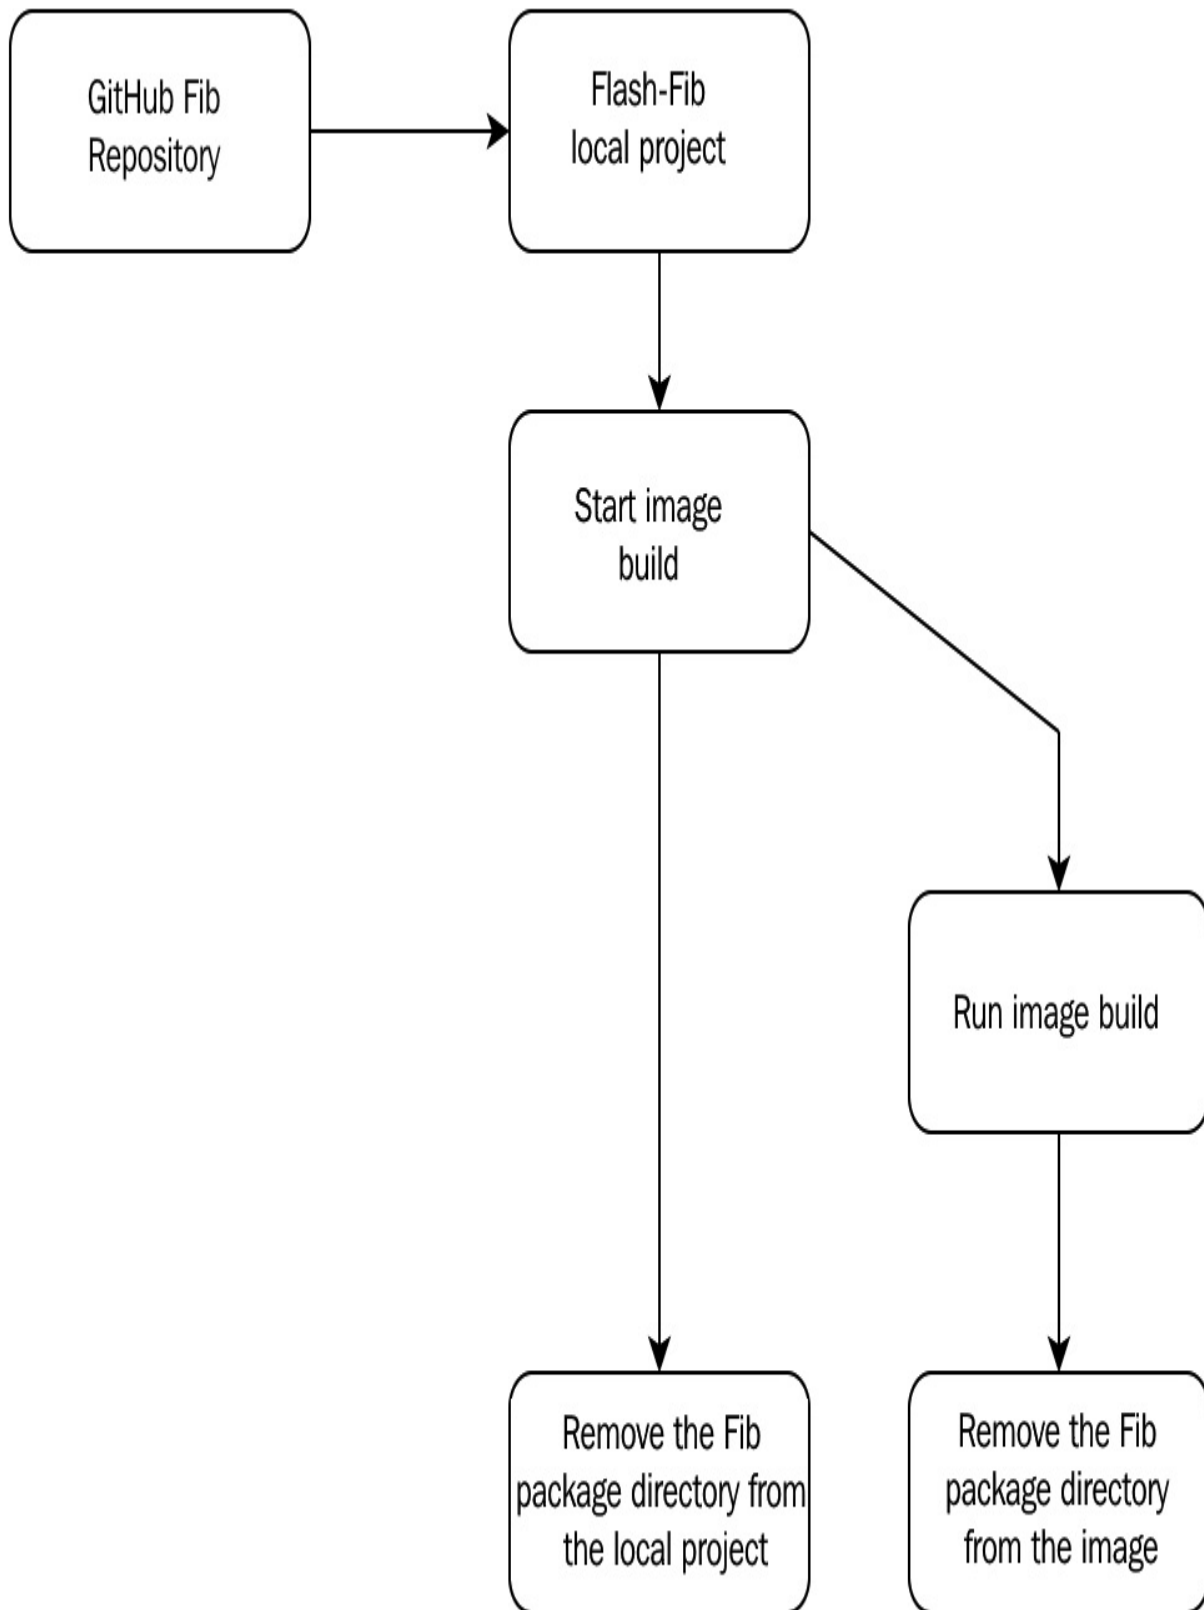 GitHub Fib
Repository
Flash-Fib
local project
Start image
build
Run image build
Remove the Fib
package directory from
the local project
Remove the Fib
package directory
from the image